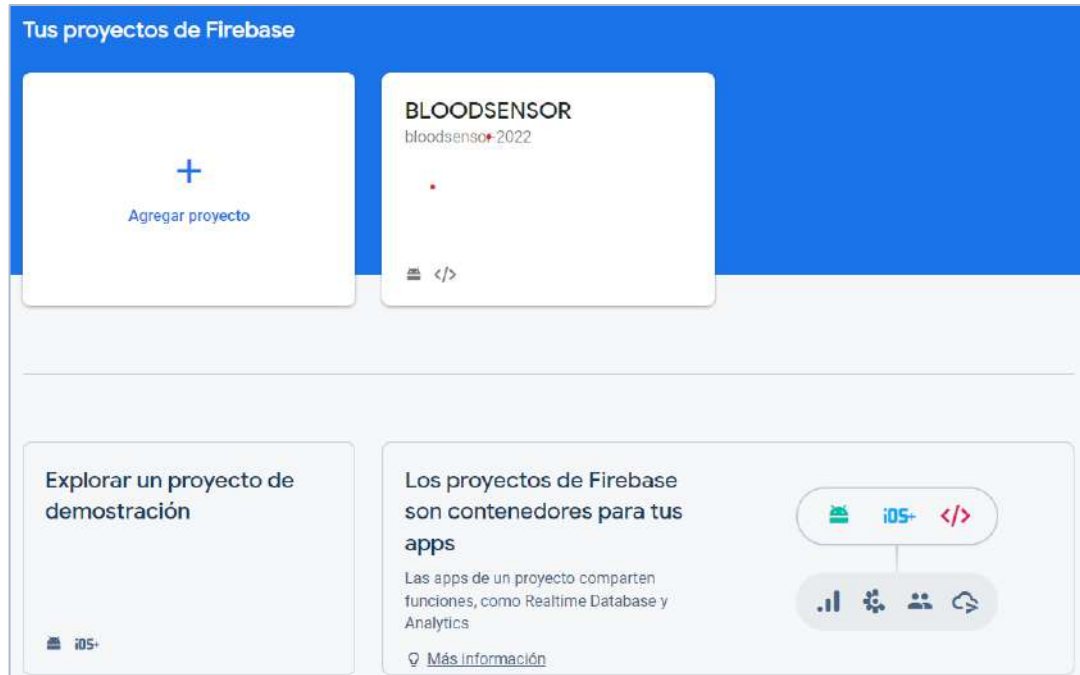 Tus proyectos de Firebase
Agregar proyecto
BLOODSENSOR
bloodsensor-2022
</>
Explorar un proyecto de
demostración
iOS+
Los proyectos de Firebase
son contenedores para tus
apps
Las apps de un proyecto comparten
funciones, como Realtime Database y
Analytics
Más información
iOS+ </>